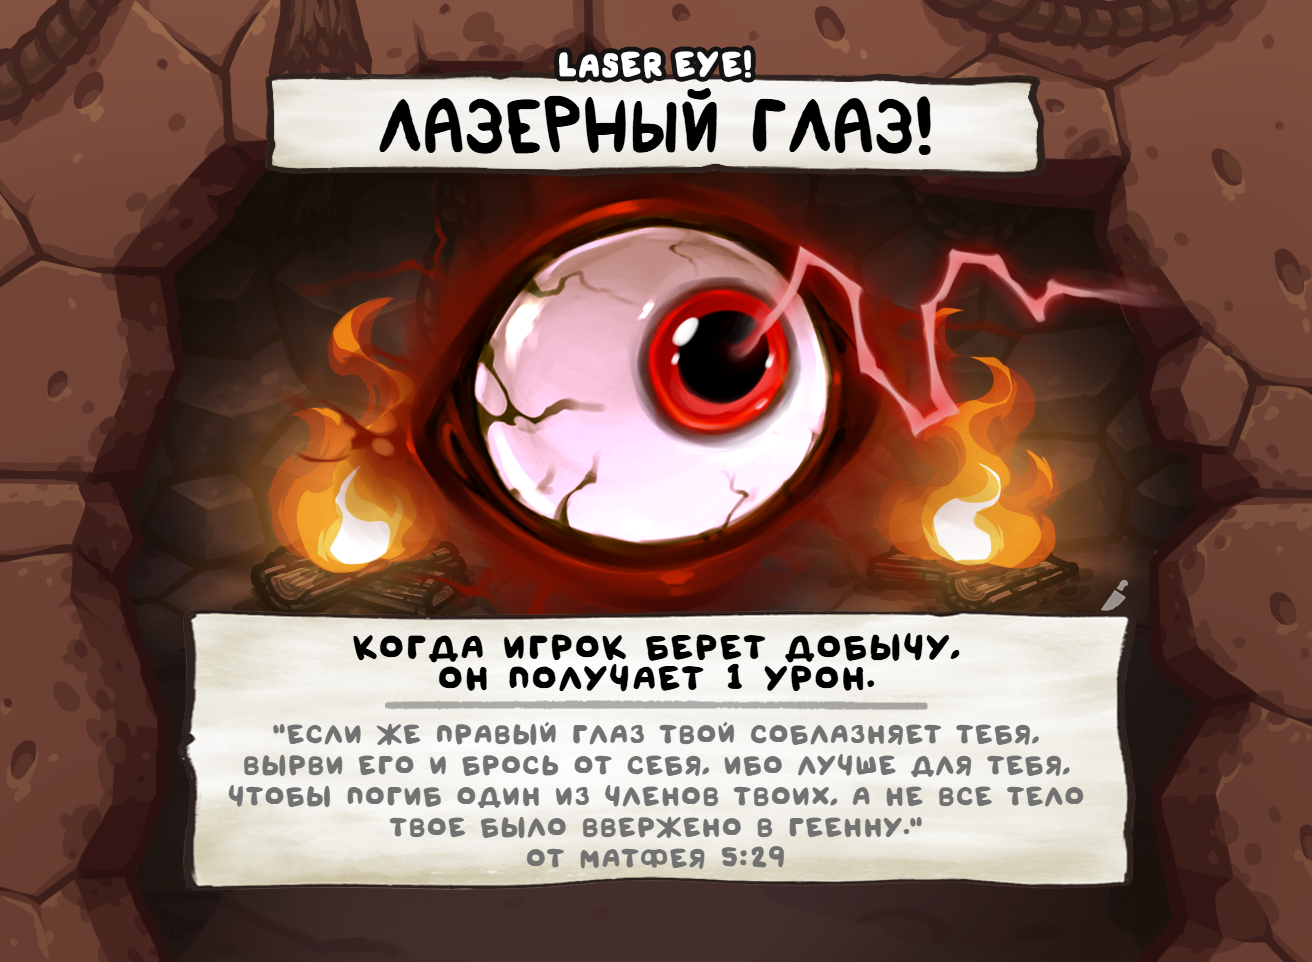 LASER EYE!
ЛАЗЕРНЫЙ ГЛАЗ!
КОГДА ИГРОК БЕРЕТ ДОБЫЧУ,
ОН ПОЛУЧАЕТ 1 УРОН.
"ЕСЛИ ЖЕ ПРАВЫЙ ГЛАЗ ТВОЙ СОБЛАЗНЯЕТ ТЕБЯ,
ВЫРВИ ЕГО И БРОСЬ ОТ СЕБЯ, ИБО ЛУЧШЕ ДЛЯ ТЕБЯ,
ЧТОБЫ ПОГИБ ОДИН ИЗ ЧЛЕНОВ ТВОИХ, А НЕ ВСЕ ТЕЛО
ТВОЕ БЫЛО ВВЕРЖЕНО В ГЕЕННУ."
ОТ МАТФЕЯ 5:29